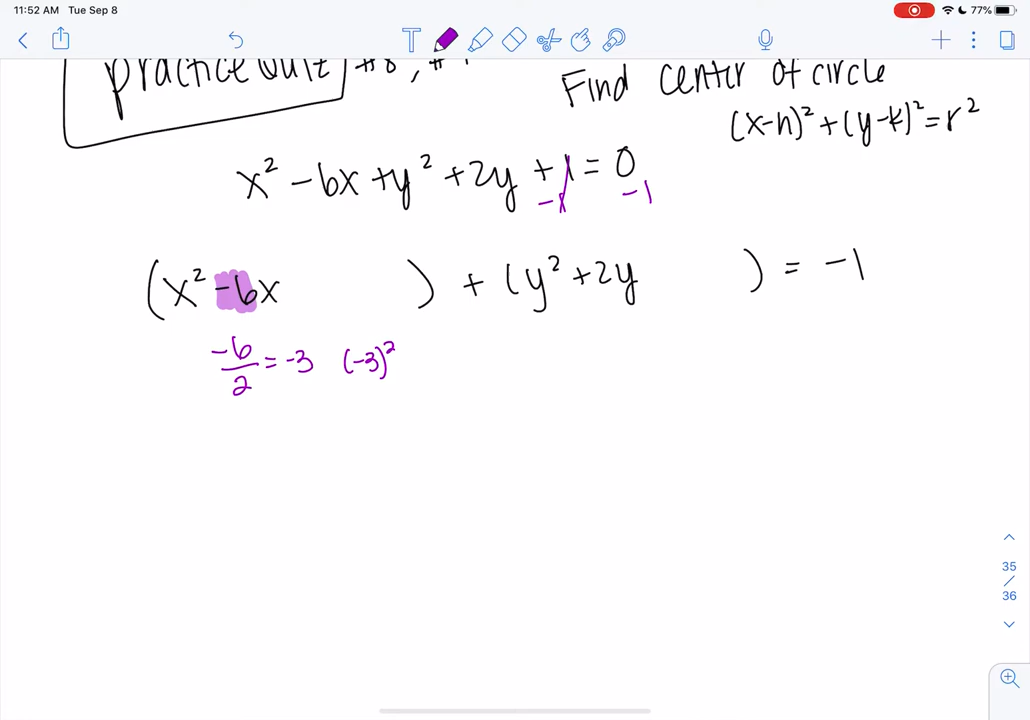 11:52 AM Tue Sep 8
77%
practice quiz
Find center of circle
(x-h)² + (y-k)² = r²
x² - 6x + y² + 2y + 1 = 0
-1 -1
(x² - 6x ) + (y² + 2y ) = -1
-6/2 = -3 (-3)²
35
/
36